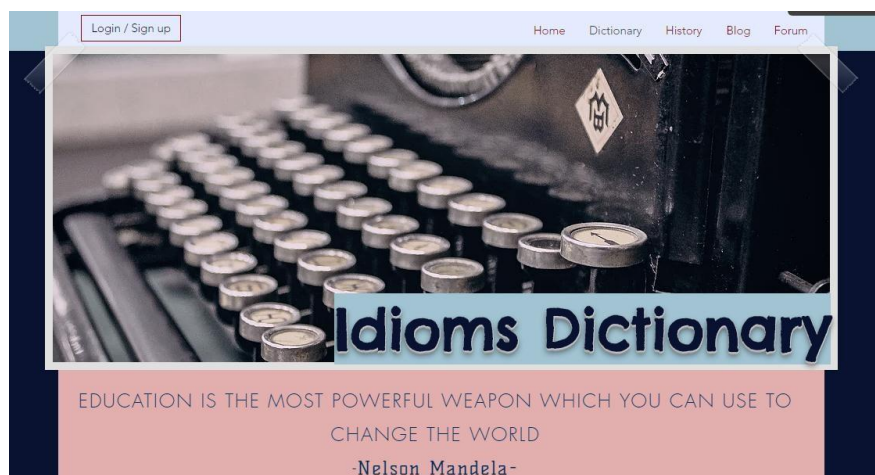 Login / Sign up
Home Dictionary History Blog Forum
Idioms Dictionary
EDUCATION IS THE MOST POWERFUL WEAPON WHICH YOU CAN USE TO
CHANGE THE WORLD
-Nelson Mandela-